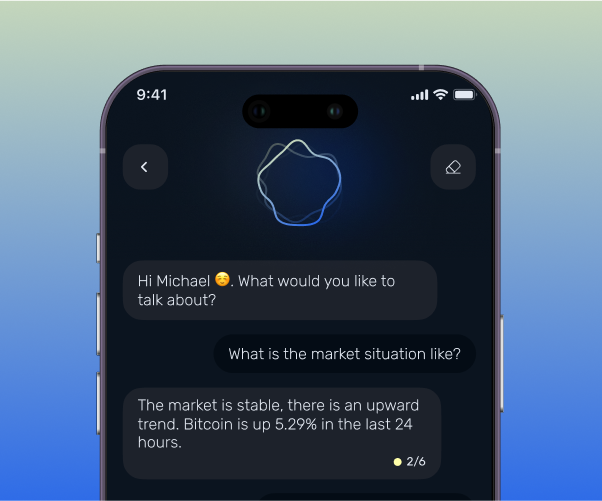 9:41
Hi Michael ☺️. What would you like to
talk about?
What is the market situation like?
The market is stable, there is an upward
trend. Bitcoin is up 5.29% in the last 24
hours.
2/6